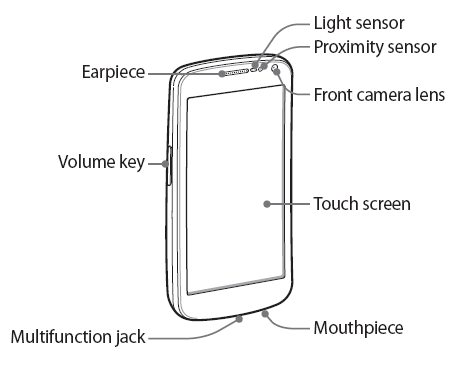 Light sensor
Proximity sensor
Earpiece
Front camera lens
Volume key
Touch screen
Mouthpiece
Multifunction jack